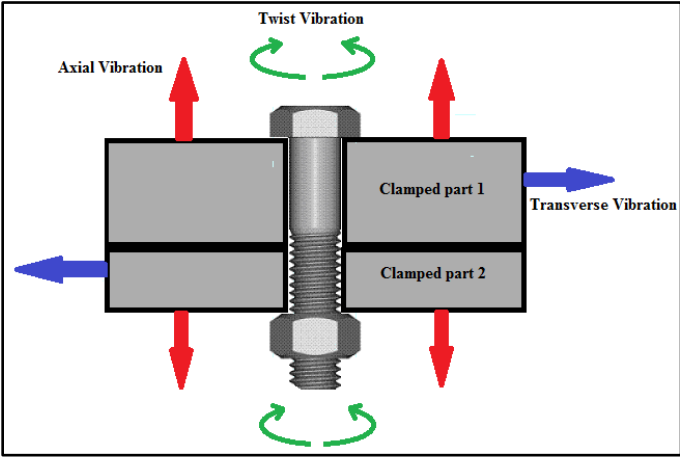 Twist Vibration
Axial Vibration
Clamped part 1
Transverse Vibration
Clamped part 2